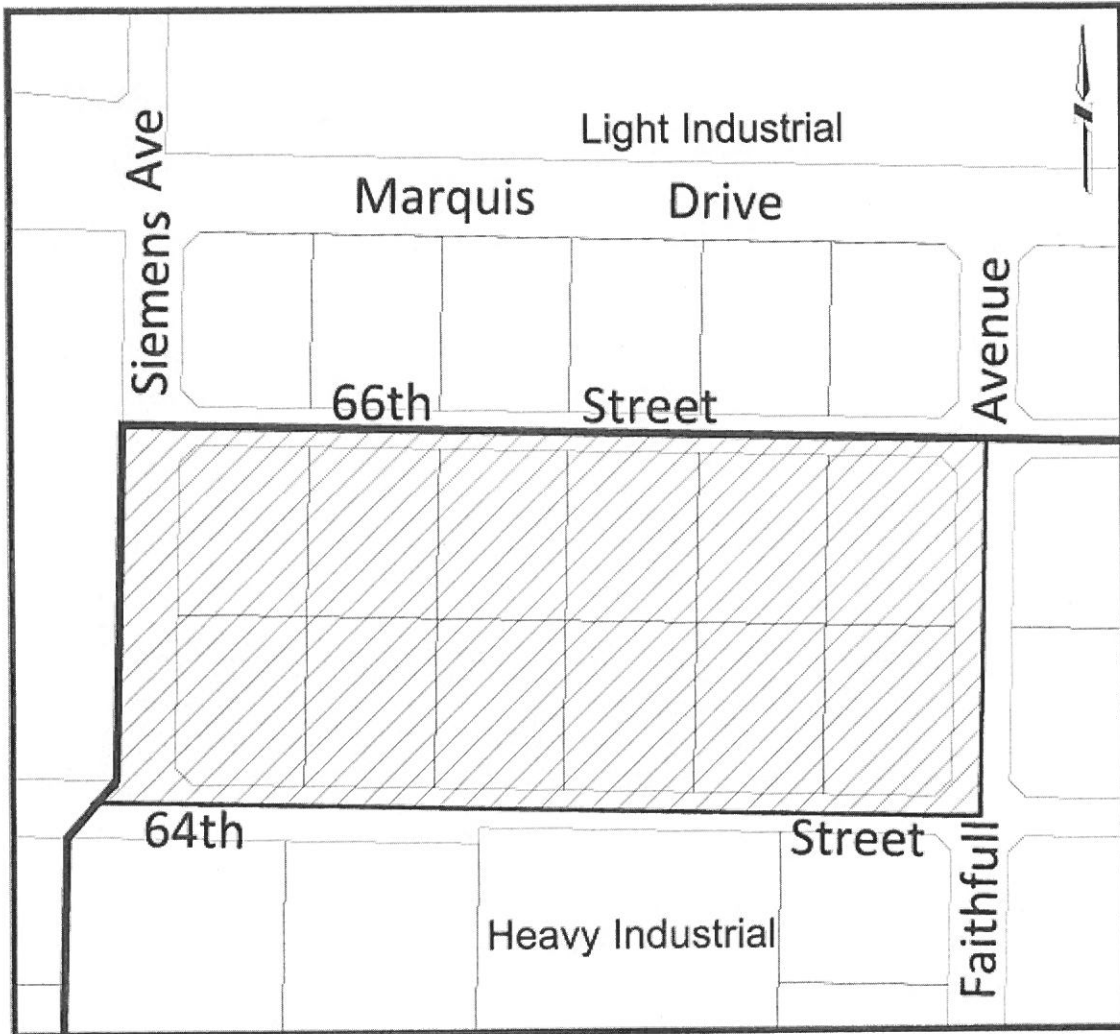 Light Industrial
Siemens Ave
Marquis Drive
Faithfull Avenue
66th Street
64th Street
Heavy Industrial